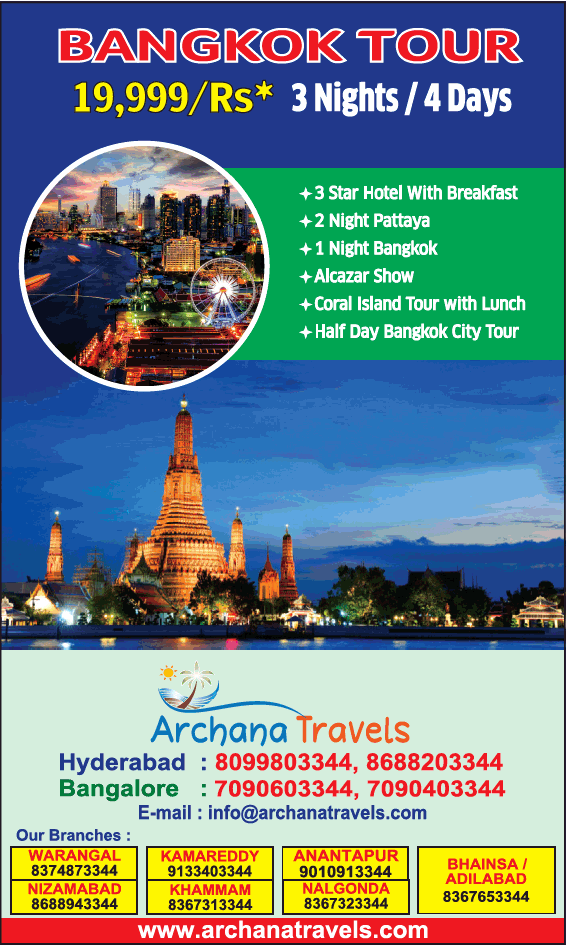 BANGKOK TOUR
19,999/Rs* 3 Nights / 4 Days
3 Star Hotel With Breakfast
2 Night Pattaya
1 Night Bangkok
Alcazar Show
Coral Island Tour with Lunch
Half Day Bangkok City Tour
Archana Travels
Hyderabad : 8099803344, 8688203344
Bangalore : 7090603344, 7090403344
E-mail : info@archanatravels.com
Our Branches :
WARANGAL
8374873344
KAMAREDDY
9133403344
ANANTAPUR
9010913344
BHAINSA /
ADILABAD
8367653344
NIZAMABAD
8688943344
KHAMMAM
8367313344
NALGONDA
8367323344
www.archanatravels.com